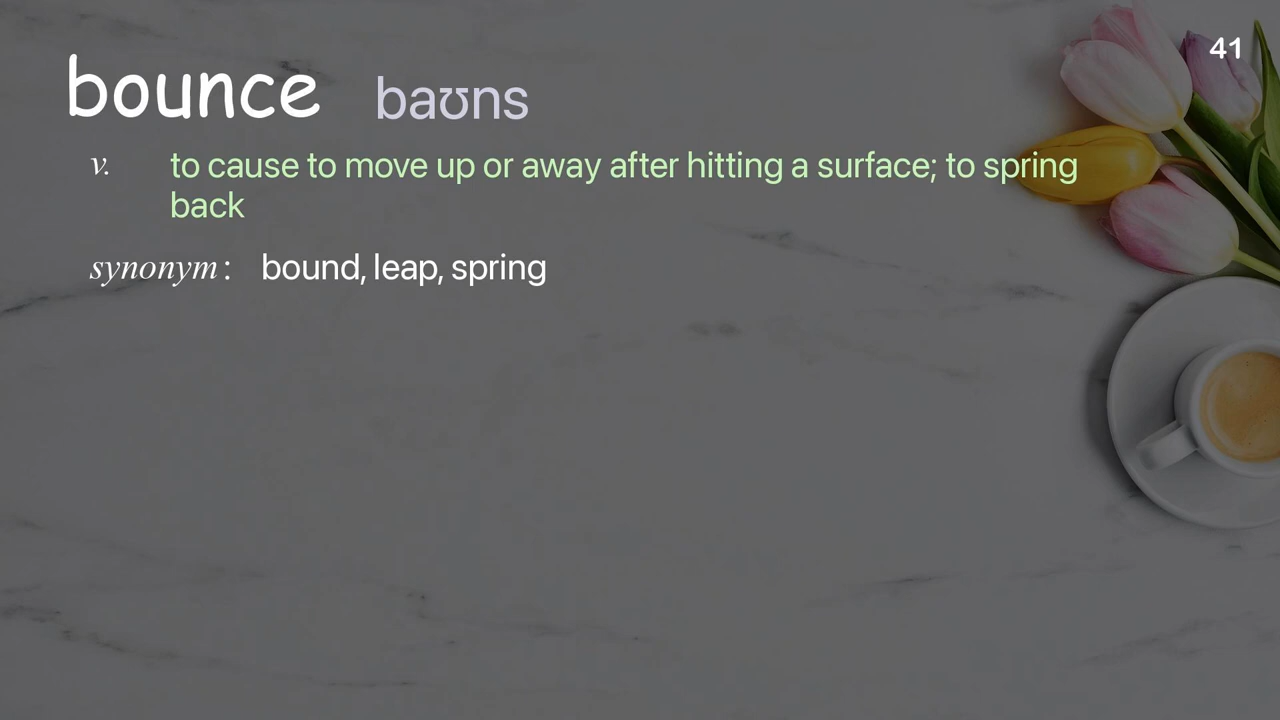 41
bounce baʊns
v. to cause to move up or away after hitting a surface; to spring
back
synonym: bound, leap, spring